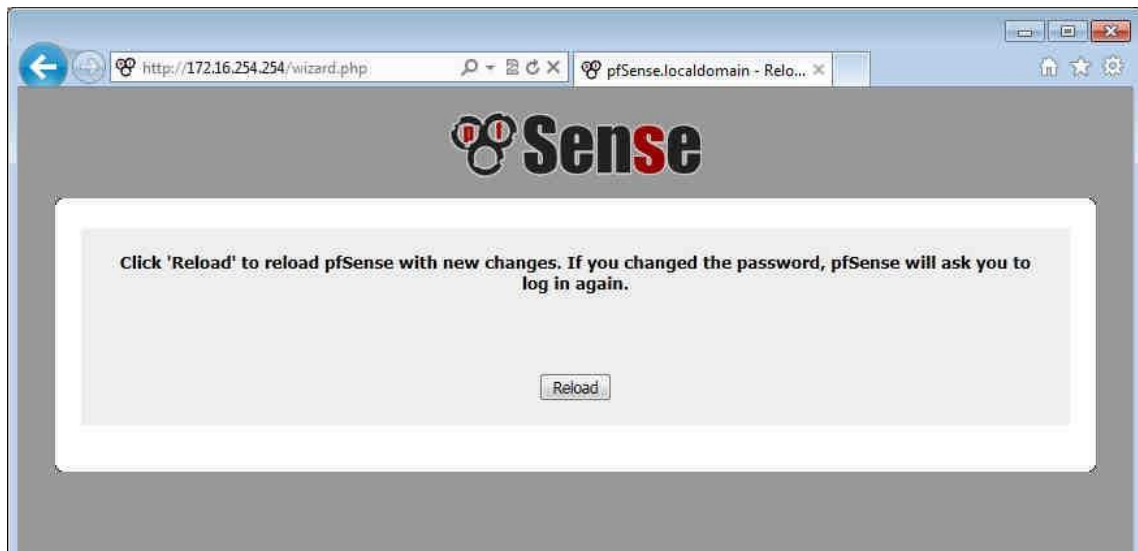 http://172.16.254.254/wizard.php
pfSense.localdomain - Relo...
pf Sense
Click 'Reload' to reload pfSense with new changes. If you changed the password, pfSense will ask you to
log in again.
Reload